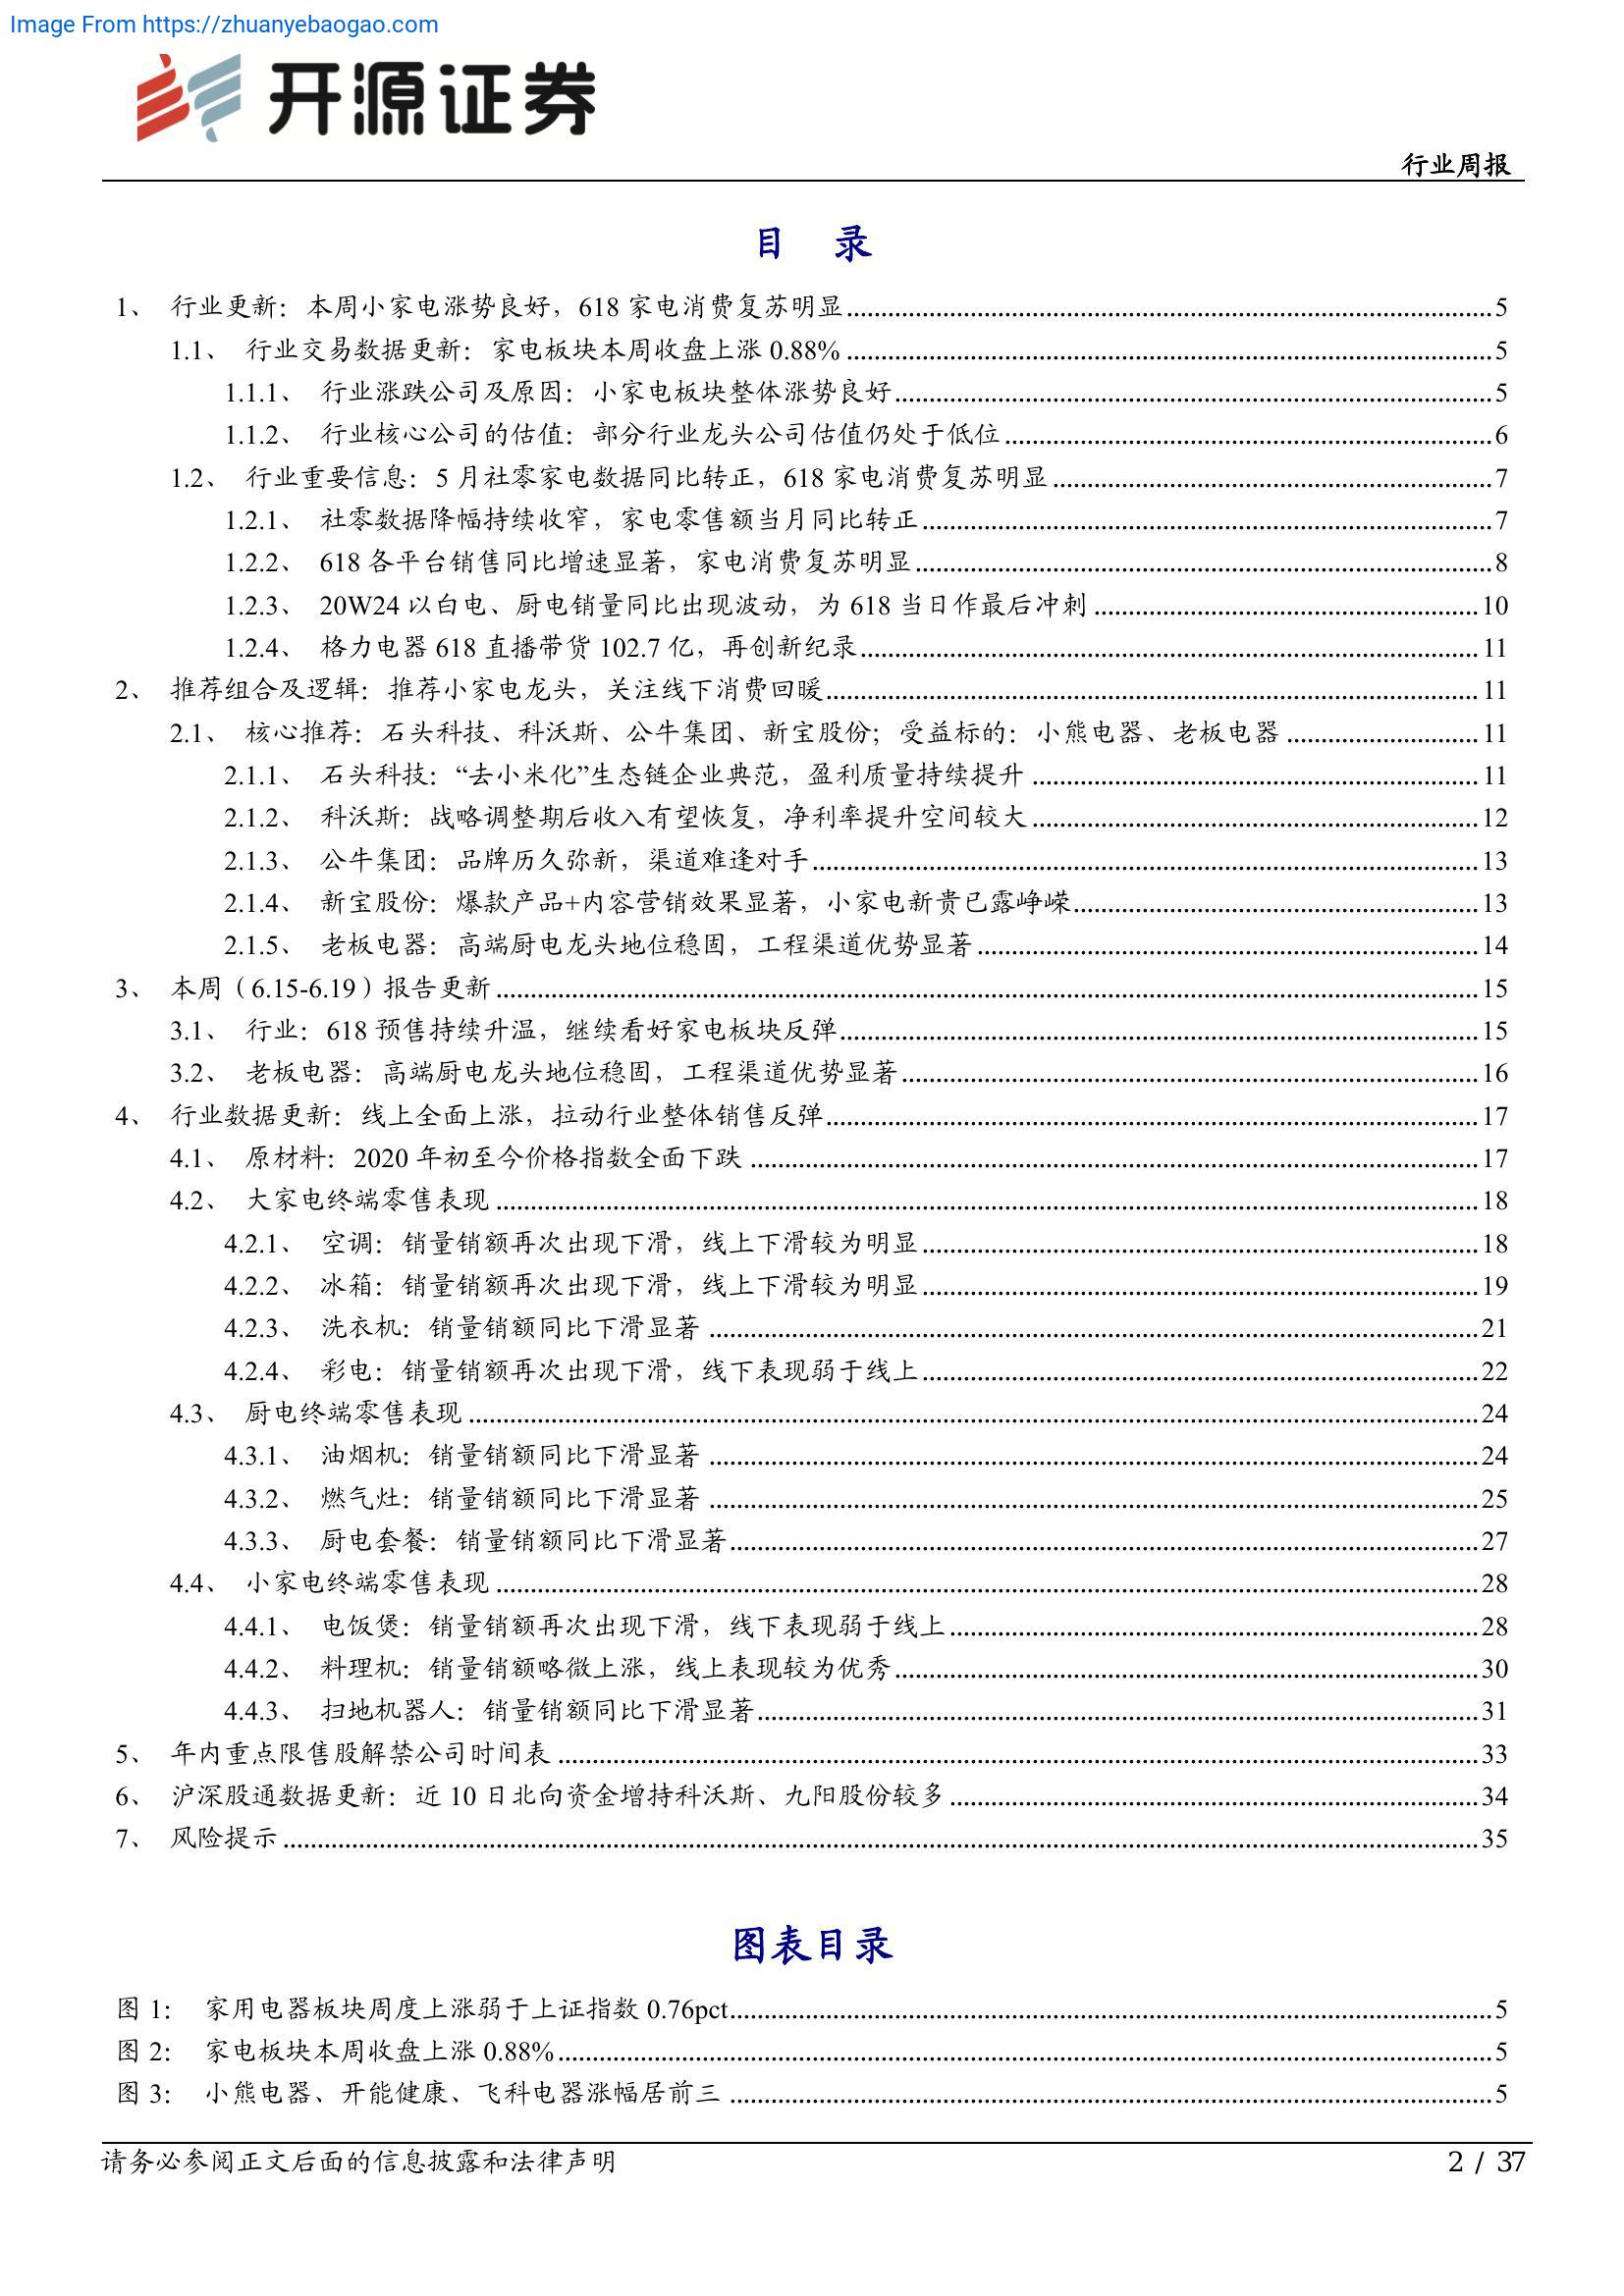 Image From https://zhuanyebaogao.com
开源证券
行业周报
目 录
1、 行业更新：本周小家电涨势良好，618 家电消费复苏明显 5
1.1、 行业交易数据更新：家电板块本周收盘上涨 0.88% 5
1.1.1、 行业涨跌公司及原因：小家电板块整体涨势良好 5
1.1.2、 行业核心公司的估值：部分行业龙头公司估值仍处于低位 6
1.2、 行业重要信息：5 月社零家电数据同比转正，618 家电消费复苏明显 7
1.2.1、 社零数据降幅持续收窄，家电零售额当月同比转正 7
1.2.2、 618 各平台销售同比增速显著，家电消费复苏明显 8
1.2.3、 20W24 以白电、厨电销量同比出现波动，为 618 当日作最后冲刺 10
1.2.4、 格力电器 618 直播带货 102.7 亿，再创新纪录 11
2、 推荐组合及逻辑：推荐小家电龙头，关注线下消费回暖 11
2.1、 核心推荐：石头科技、科沃斯、公牛集团、新宝股份；受益标的：小熊电器、老板电器 11
2.1.1、 石头科技：“去小米化”生态链企业典范，盈利质量持续提升 11
2.1.2、 科沃斯：战略调整期后收入有望恢复，净利率提升空间较大 12
2.1.3、 公牛集团：品牌历久弥新，渠道难逢对手 13
2.1.4、 新宝股份：爆款产品+内容营销效果显著，小家电新贵已露峥嵘 13
2.1.5、 老板电器：高端厨电龙头地位稳固，工程渠道优势显著 14
3、 本周（6.15-6.19）报告更新 15
3.1、 行业：618 预售持续升温，继续看好家电板块反弹 15
3.2、 老板电器：高端厨电龙头地位稳固，工程渠道优势显著 16
4、 行业数据更新：线上全面上涨，拉动行业整体销售反弹 17
4.1、 原材料：2020 年初至今价格指数全面下跌 17
4.2、 大家电终端零售表现 18
4.2.1、 空调：销量销额再次出现下滑，线上下滑较为明显 18
4.2.2、 冰箱：销量销额再次出现下滑，线上下滑较为明显 19
4.2.3、 洗衣机：销量销额同比下滑显著 21
4.2.4、 彩电：销量销额再次出现下滑，线下表现弱于线上 22
4.3、 厨电终端零售表现 24
4.3.1、 油烟机：销量销额同比下滑显著 24
4.3.2、 燃气灶：销量销额同比下滑显著 25
4.3.3、 厨电套餐：销量销额同比下滑显著 27
4.4、 小家电终端零售表现 28
4.4.1、 电饭煲：销量销额再次出现下滑，线下表现弱于线上 28
4.4.2、 料理机：销量销额略微上涨，线上表现较为优秀 30
4.4.3、 扫地机器人：销量销额同比下滑显著 31
5、 年内重点限售股解禁公司时间表 33
6、 沪深股通数据更新：近 10 日北向资金增持科沃斯、九阳股份较多 34
7、 风险提示 35
图表目录
图 1： 家用电器板块周度上涨弱于上证指数 0.76pct 5
图 2： 家电板块本周收盘上涨 0.88% 5
图 3： 小熊电器、开能健康、飞科电器涨幅居前三 5
请务必参阅正文后面的信息披露和法律声明 2 / 37